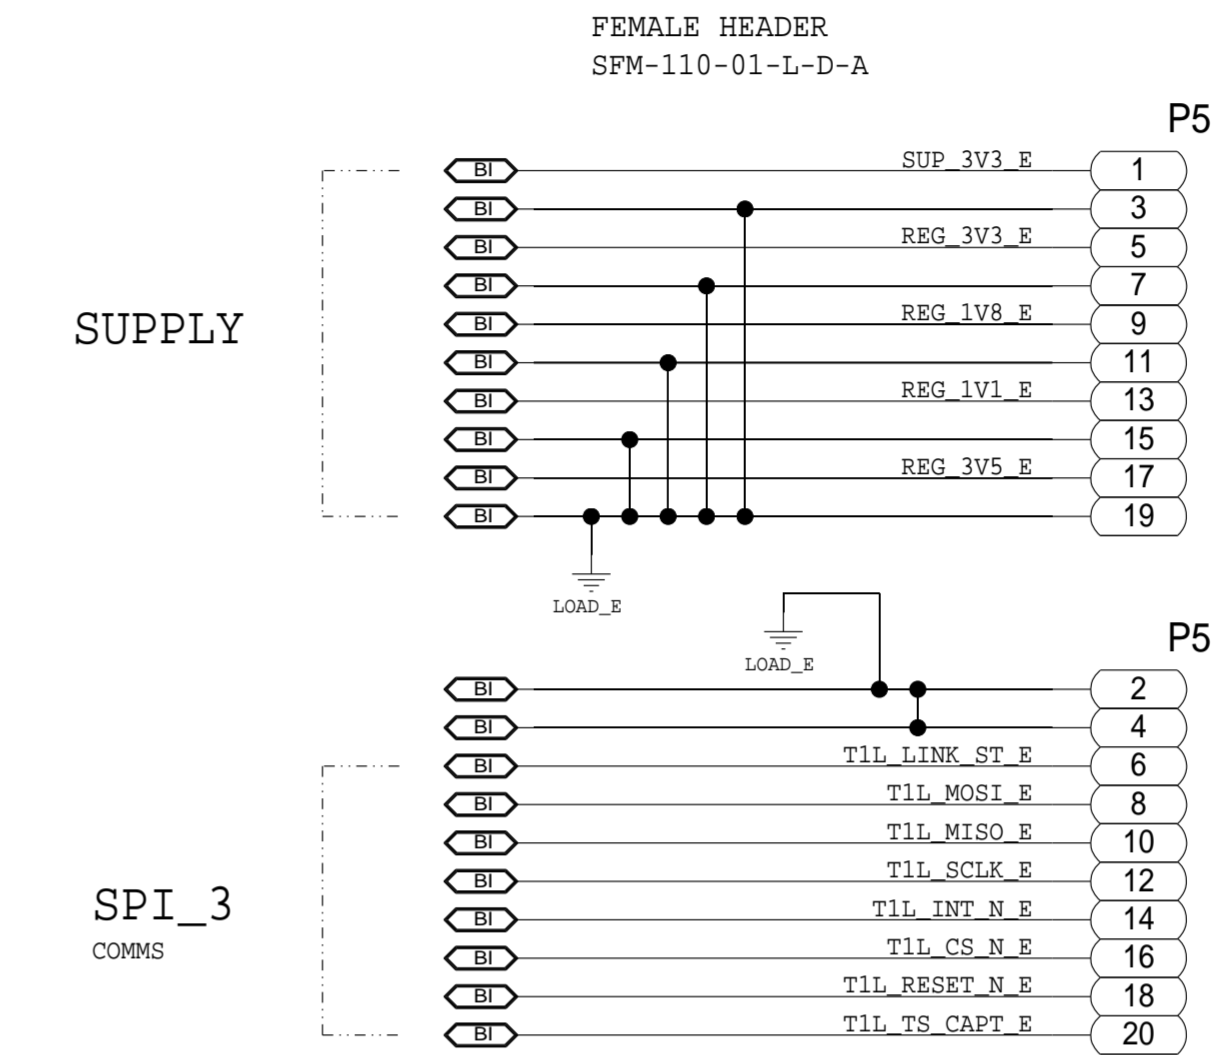 FEMALE HEADER
SFM-110-01-L-D-A
P5
BI SUP_3V3_E 1
BI 3
BI REG_3V3_E 5
BI 7
SUPPLY
BI REG_1V8_E 9
BI 11
BI REG_1V1_E 13
BI 15
BI REG_3V5_E 17
BI 19
LOAD_E
P5
LOAD_E
BI 2
BI 4
BI T1L_LINK_ST_E 6
BI T1L_MOSI_E 8
BI T1L_MISO_E 10
BI T1L_SCLK_E 12
SPI_3
COMMS
BI T1L_INT_N_E 14
BI T1L_CS_N_E 16
BI T1L_RESET_N_E 18
BI T1L_TS_CAPT_E 20